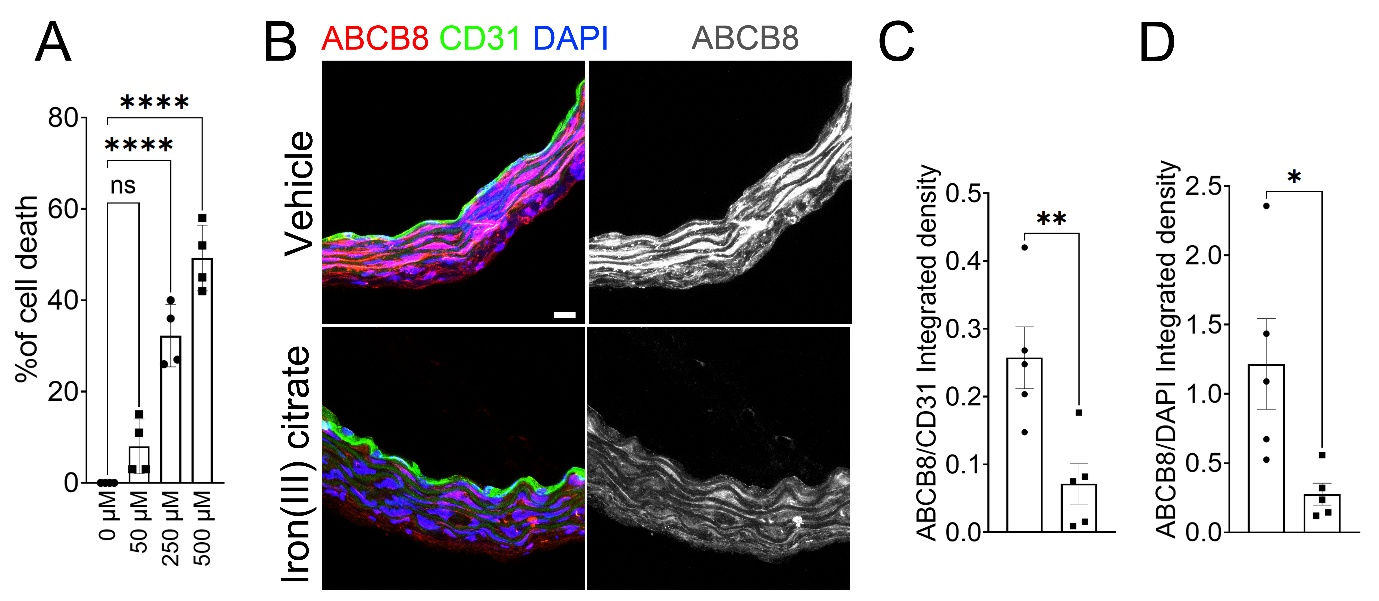 A
80
60
40
20
0
%of cell death
****
****
ns
0 µM
50 µM
250 µM
500 µM
B
ABCB8 CD31 DAPI
ABCB8
Vehicle
Iron(III) citrate
C
ABCB8/CD31 Integrated density
0.5
0.4
0.3
0.2
0.1
0.0
**
D
ABCB8/DAPI Integrated density
2.5
2.0
1.5
1.0
0.5
0.0
*